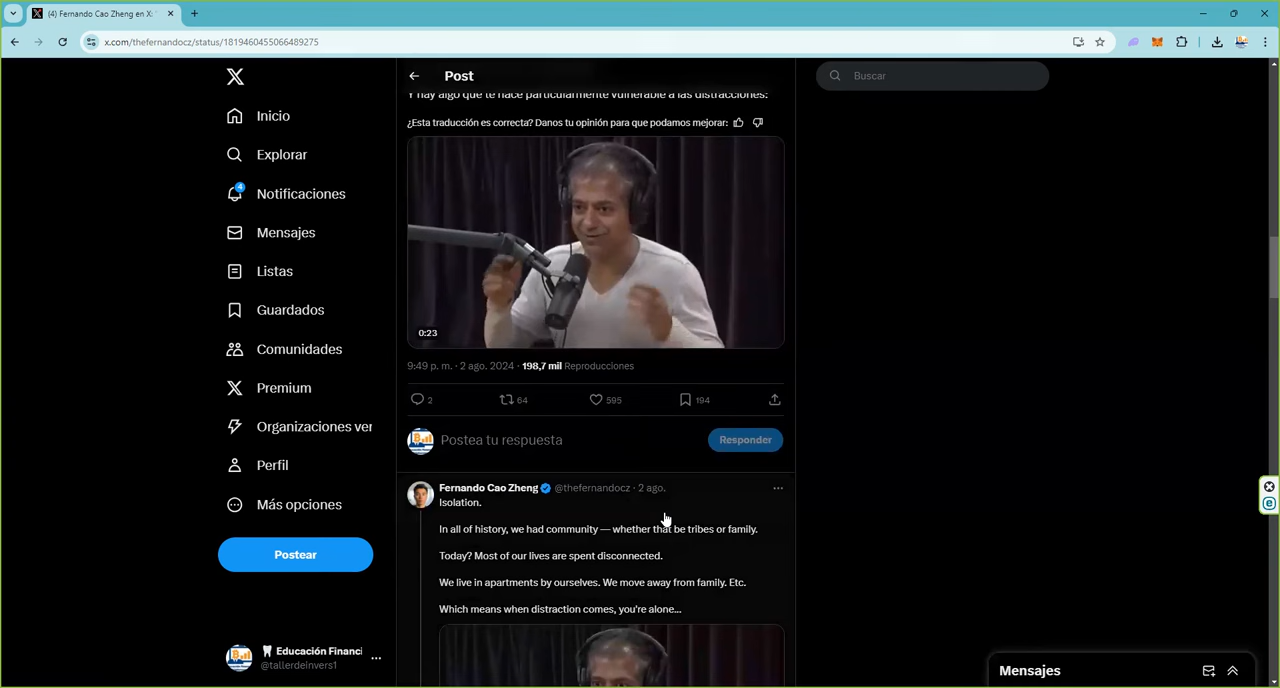 (4) Fernando Cao Zheng en X: "
x.com/thefernandocz/status/1819460455066489275
Post
Buscar
Inicio
Explorar
4
Notificaciones
Mensajes
Listas
Guardados
Comunidades
Premium
Organizaciones ver
Perfil
Más opciones
Postear
Educación Financi
@tallerdeinvers1
Y hay algo que te hace particularmente vulnerable a las distracciones:
¿Esta traducción es correcta? Danos tu opinión para que podamos mejorar:
0:23
9:49 p. m. · 2 ago. 2024 · 198,7 mil Reproducciones
2 64 595 194
Postea tu respuesta
Responder
Fernando Cao Zheng @thefernandocz · 2 ago.
Isolation.
In all of history, we had community — whether that be tribes or family.
Today? Most of our lives are spent disconnected.
We live in apartments by ourselves. We move away from family. Etc.
Which means when distraction comes, you're alone...
Mensajes